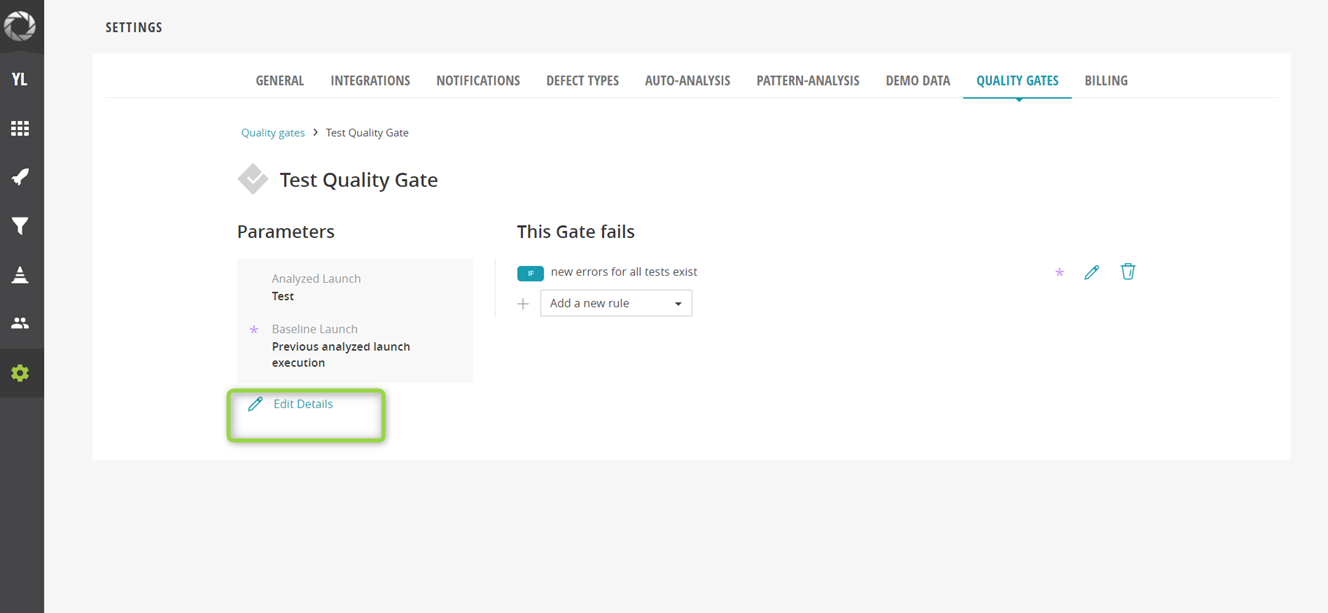 SETTINGS
YL
GENERAL INTEGRATIONS NOTIFICATIONS DEFECT TYPES AUTO-ANALYSIS PATTERN-ANALYSIS DEMO DATA QUALITY GATES BILLING
Quality gates > Test Quality Gate
Test Quality Gate
Parameters
Analyzed Launch
Test
* Baseline Launch
Previous analyzed launch
execution
Edit Details
This Gate fails
IF new errors for all tests exist *
+ Add a new rule